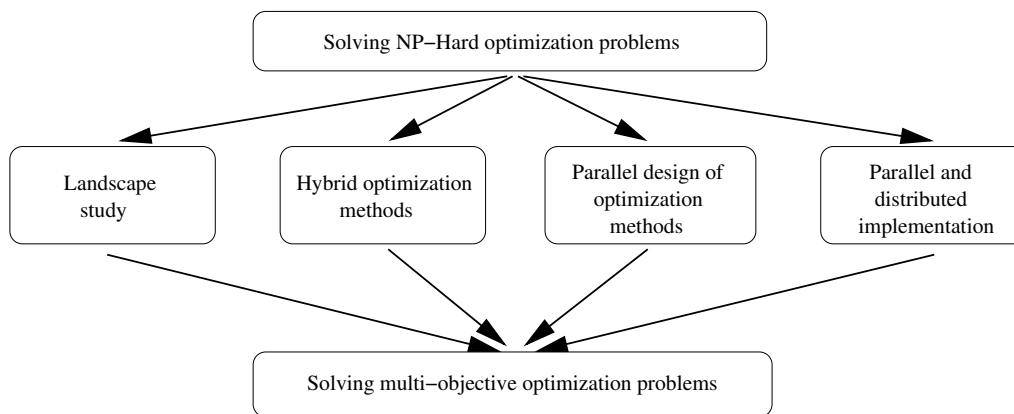 Solving NP−Hard optimization problems
Landscape
study
Hybrid optimization
methods
Parallel design of
optimization
methods
Parallel and
distributed
implementation
Solving multi−objective optimization problems